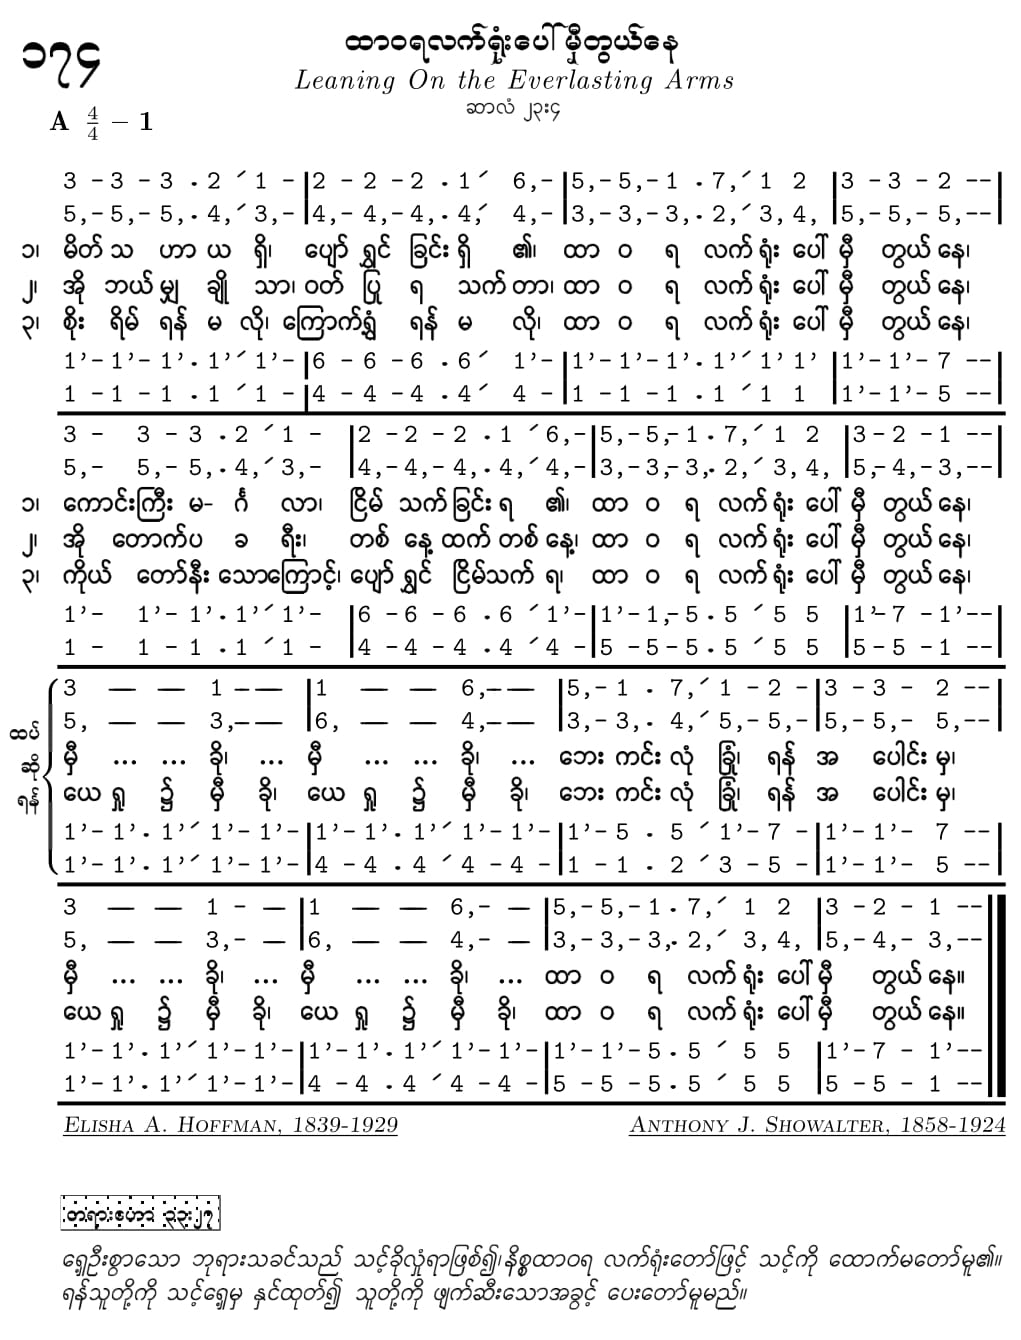 ၁၇၄
ထာဝရလက်ရုံးပေါ်မှီတွယ်နေ
Leaning On the Everlasting Arms
ဆာလံ ၂၃း၄
A 4/4 – 1
3 - 3 - 3 . 2 ′ 1 - |2 - 2 - 2 . 1 ′ 6,- |5,- 5,- 1 . 7,′ 1 2 |3 - 3 - 2 --|
5,- 5,- 5,. 4,′ 3,- |4,- 4,- 4,. 4,′ 4,- |3,- 3,- 3,. 2,′ 3, 4, |5,- 5,- 5,--|
၁၊ မိတ် သ ဟာ ယ ရှိ၊ ပျော် ရွှင် ခြင်း ရှိ ၏၊ ထာ ဝ ရ လက် ရုံး ပေါ် မှီ တွယ် နေ၊
၂၊ အို ဘယ် မျှ ချို သာ၊ ဝတ် ပြု ရ သက် တာ၊ ထာ ဝ ရ လက် ရုံး ပေါ် မှီ တွယ် နေ၊
၃၊ စိုး ရိမ် ရန် မ လို၊ ကြောက်ရွှံ့ ရန် မ လို၊ ထာ ဝ ရ လက် ရုံး ပေါ် မှီ တွယ် နေ၊
1’- 1’- 1’. 1’′ 1’- |6 - 6 - 6 . 6 ′ 1’- |1’- 1’- 1’. 1’′ 1’ 1’ |1’- 1’- 7 --|
1 - 1 - 1 . 1 ′ 1 - |4 - 4 - 4 . 4 ′ 4 - |1 - 1 - 1 . 1 ′ 1 1 |1’- 1’- 5 --|
3 - 3 - 3 . 2 ′ 1 - |2 - 2 - 2 . 1 ′ 6,- |5,- 5,- 1 . 7,′ 1 2 |3 - 2 - 1 --|
5,- 5,- 5,. 4,′ 3,- |4,- 4,- 4,. 4,′ 4,- |3,- 3,- 3,. 2,′ 3, 4, |5,- 4,- 3,--|
၁၊ ကောင်းကြီး မ- င်္ဂ လာ၊ ငြိမ် သက် ခြင်း ရ ၏၊ ထာ ဝ ရ လက် ရုံး ပေါ် မှီ တွယ် နေ၊
၂၊ အို တောက်ပ ခ ရီး၊ တစ် နေ့ ထက် တစ် နေ့၊ ထာ ဝ ရ လက် ရုံး ပေါ် မှီ တွယ် နေ၊
၃၊ ကိုယ် တော်နီး သောကြောင့်၊ ပျော် ရွှင် ငြိမ်သက် ရ၊ ထာ ဝ ရ လက် ရုံး ပေါ် မှီ တွယ် နေ၊
1’- 1’- 1’. 1’′ 1’- |6 - 6 - 6 . 6 ′ 1’- |1’- 1,- 5 . 5 ′ 5 5 |1’- 7 - 1’--|
1 - 1 - 1 . 1 ′ 1 - |4 - 4 - 4 . 4 ′ 4 - |5 - 5 - 5 . 5 ′ 5 5 |5 - 5 - 1 --|
ထပ် ဆို ရန်
3 — — 1 - — |1 — — 6,- — |5,- 1 . 7,′ 1 - 2 - |3 - 3 - 2 --|
5, — — 3,- — |6, — — 4,- — |3,- 3,. 4,′ 5,- 5,- |5,- 5,- 5,--|
မှီ ... ... ခို၊ ... မှီ ... ... ခို၊ ... ဘေး ကင်း လုံ ခြုံ၊ ရန် အ ပေါင်း မှ၊
ယေ ရှု ၌ မှီ ခို၊ ယေ ရှု ၌ မှီ ခို၊ ဘေး ကင်း လုံ ခြုံ၊ ရန် အ ပေါင်း မှ၊
1’- 1’. 1’′ 1’- 1’- |1’- 1’. 1’′ 1’- 1’- |1’- 5 . 5 ′ 1’- 7 - |1’- 1’- 7 --|
1’- 1’. 1’′ 1’- 1’- |4 - 4 . 4 ′ 4 - 4 - |1 - 1 . 2 ′ 3 - 5 - |1’- 1’- 5 --|
3 — — 1 - — |1 — — 6,- — |5,- 5,- 1 . 7,′ 1 2 |3 - 2 - 1 --||
5, — — 3,- — |6, — — 4,- — |3,- 3,- 3,. 2,′ 3, 4, |5,- 4,- 3,--||
မှီ ... ... ခို၊ ... မှီ ... ... ခို၊ ... ထာ ဝ ရ လက် ရုံး ပေါ် မှီ တွယ် နေ။
ယေ ရှု ၌ မှီ ခို၊ ယေ ရှု ၌ မှီ ခို၊ ထာ ဝ ရ လက် ရုံး ပေါ် မှီ တွယ် နေ။
1’- 1’. 1’′ 1’- 1’- |1’- 1’. 1’′ 1’- 1’- |1’- 1’- 5 . 5 ′ 5 5 |1’- 7 - 1’--||
1’- 1’. 1’′ 1’- 1’- |4 - 4 . 4 ′ 4 - 4 - |5 - 5 - 5 . 5 ′ 5 5 |5 - 5 - 1 --||
Elisha A. Hoffman, 1839-1929 Anthony J. Showalter, 1858-1924
တရားဟော ၃၃း၂၇
ရှေ့ဦးစွာသော ဘုရားသခင်သည် သင့်ခိုလှုံရာဖြစ်၍၊နိစ္စထာဝရ လက်ရုံးတော်ဖြင့် သင့်ကို ထောက်မတော်မူ၏။
ရန်သူတို့ကို သင့်ရှေ့မှ နှင်ထုတ်၍ သူတို့ကို ဖျက်ဆီးသောအခွင့် ပေးတော်မူမည်။